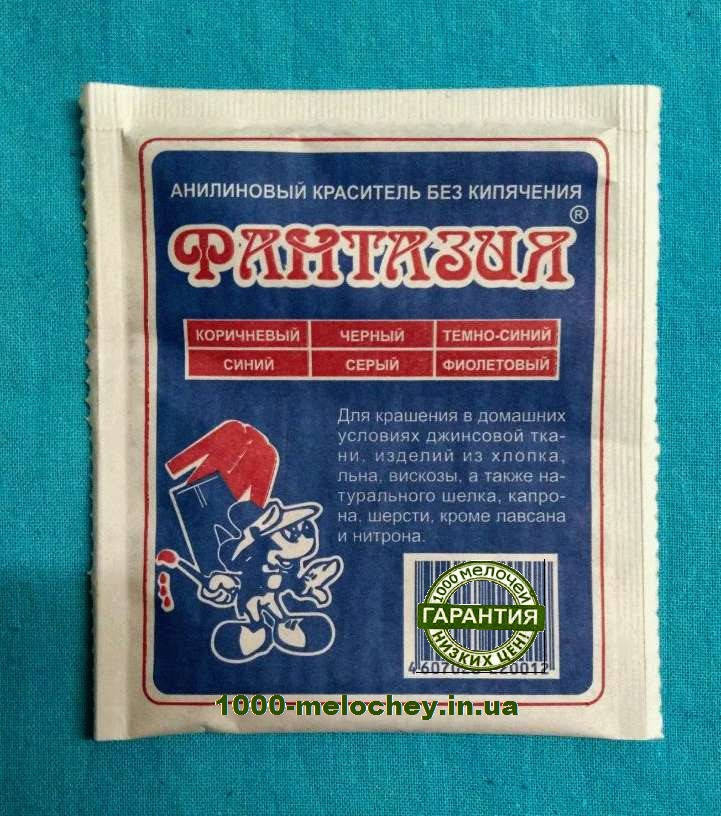 АНИЛИНОВЫЙ КРАСИТЕЛЬ БЕЗ КИПЯЧЕНИЯ
ФАНТАЗИЯ ®
КОРИЧНЕВЫЙ ЧЕРНЫЙ ТЕМНО-СИНИЙ
СИНИЙ СЕРЫЙ ФИОЛЕТОВЫЙ
Для крашения в домашних
условиях джинсовой тка-
ни, изделий из хлопка,
льна, вискозы, а также на-
турального шелка, капро-
на, шерсти, кроме лавсана
и нитрона.
1000 мелочей
ГАРАНТИЯ
НИЗКИХ ЦЕН!
1000-melochey.in.ua